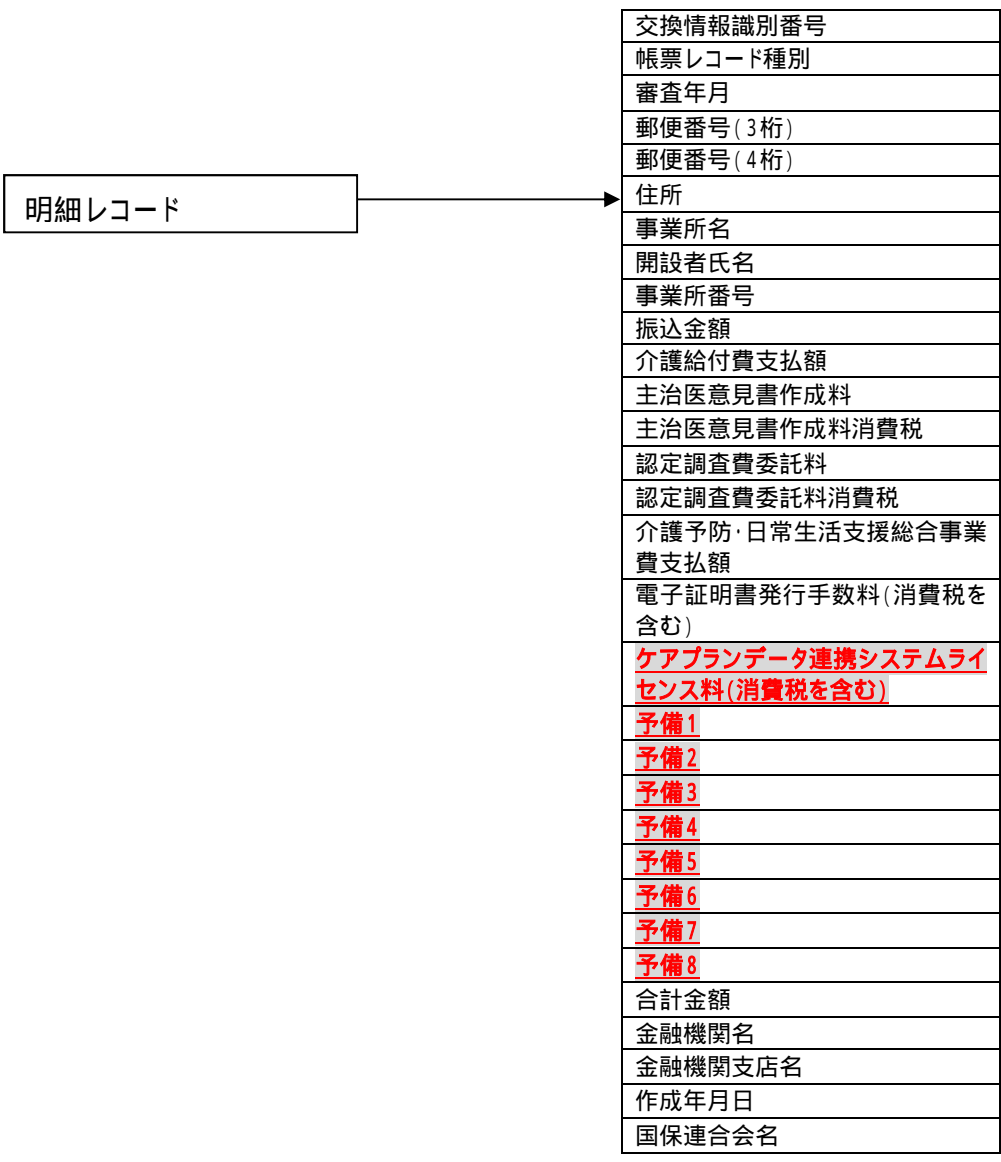 交換情報識別番号
帳票レコード種別
審査年月
郵便番号(3桁)
郵便番号(4桁)
明細レコード
住所
事業所名
開設者氏名
事業所番号
振込金額
介護給付費支払額
主治医意見書作成料
主治医意見書作成料消費税
認定調査費委託料
認定調査費委託料消費税
介護予防・日常生活支援総合事業
費支払額
電子証明書発行手数料(消費税を
含む)
ケアプランデータ連携システムライ
センス料(消費税を含む)
予備1
予備2
予備3
予備4
予備5
予備6
予備7
予備8
合計金額
金融機関名
金融機関支店名
作成年月日
国保連合会名